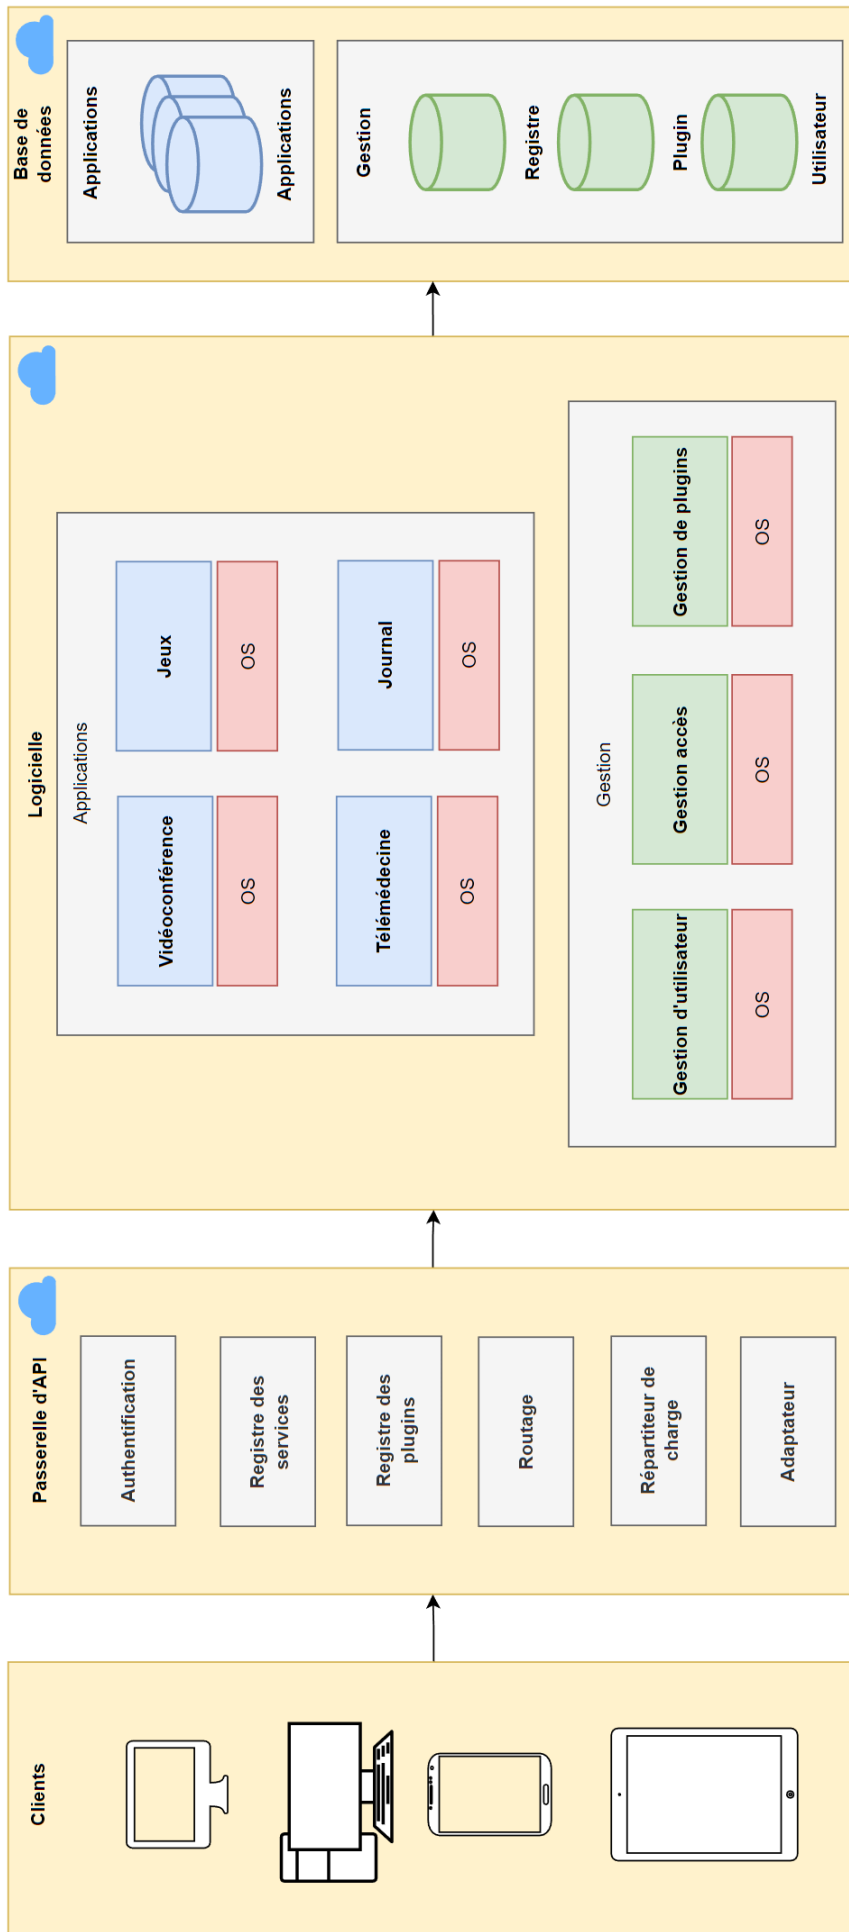 Clients
Passerelle d'API
Authentification
Registre des
services
Registre des
plugins
Routage
Répartiteur de
charge
Adaptateur
Logicielle
Applications
Vidéoconférence
OS
Jeux
OS
Télémédecine
OS
Journal
OS
Gestion
Gestion d'utilisateur
OS
Gestion accès
OS
Gestion de plugins
OS
Base de
données
Applications
Applications
Gestion
Registre
Plugin
Utilisateur